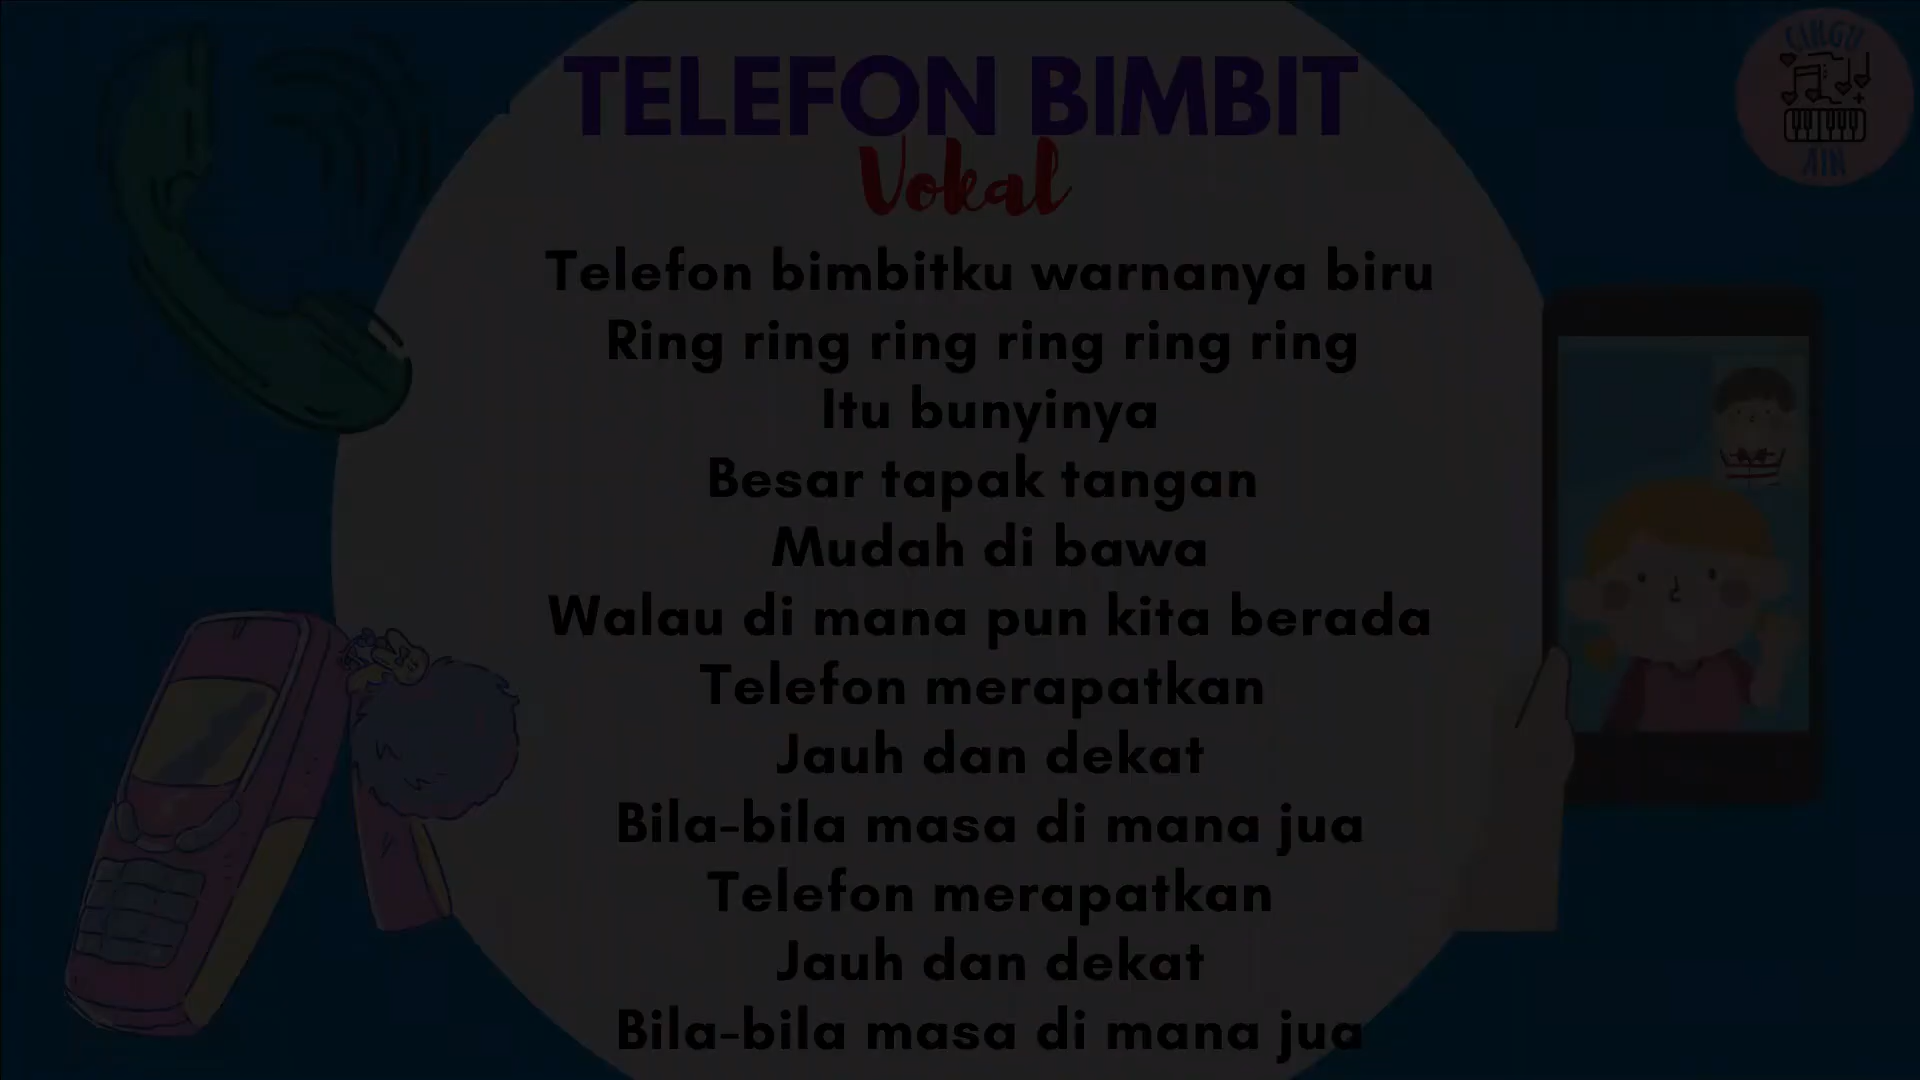 TELEFON BIMBIT
Vokal
Telefon bimbitku warnanya biru
Ring ring ring ring ring ring
Itu bunyinya
Besar tapak tangan
Mudah di bawa
Walau di mana pun kita berada
Telefon merapatkan
Jauh dan dekat
Bila-bila masa di mana jua
Telefon merapatkan
Jauh dan dekat
Bila-bila masa di mana jua
CIKGU
AIN